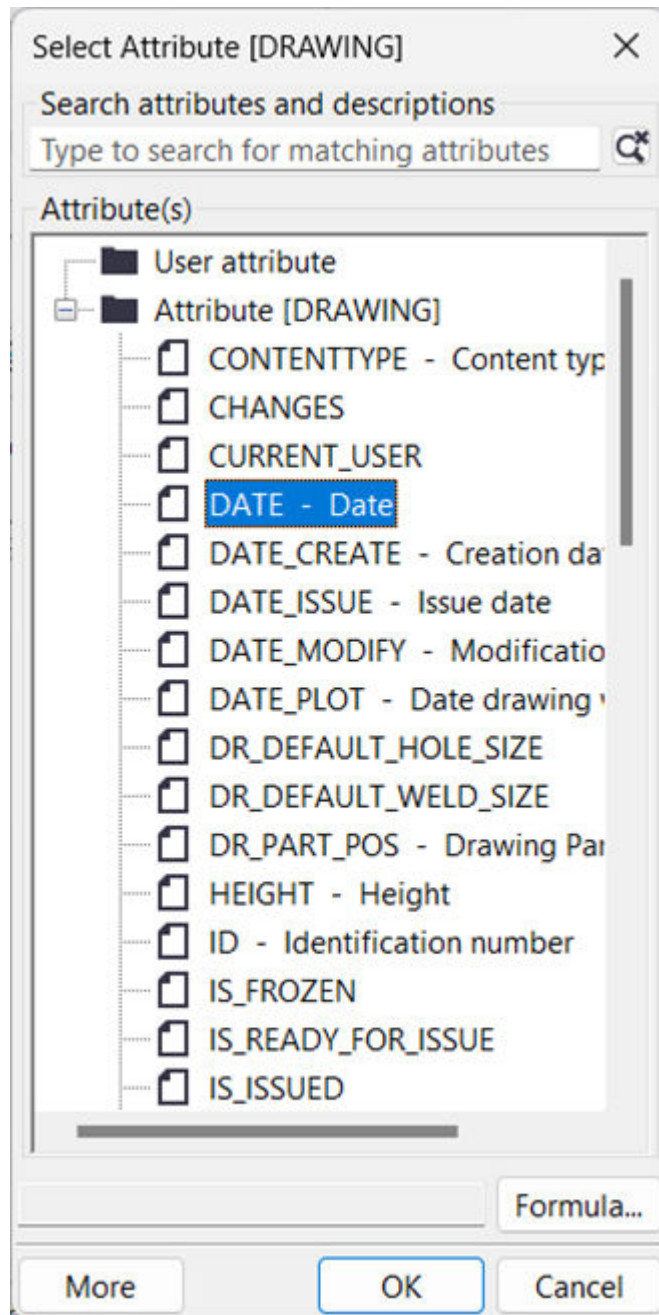 Select Attribute [DRAWING]
Search attributes and descriptions
Type to search for matching attributes
Attribute(s)
User attribute
Attribute [DRAWING]
CONTENTTYPE - Content typ
CHANGES
CURRENT_USER
DATE - Date
DATE_CREATE - Creation da
DATE_ISSUE - Issue date
DATE_MODIFY - Modificatio
DATE_PLOT - Date drawing
DR_DEFAULT_HOLE_SIZE
DR_DEFAULT_WELD_SIZE
DR_PART_POS - Drawing Par
HEIGHT - Height
ID - Identification number
IS_FROZEN
IS_READY_FOR_ISSUE
IS_ISSUED
Formula...
More OK Cancel